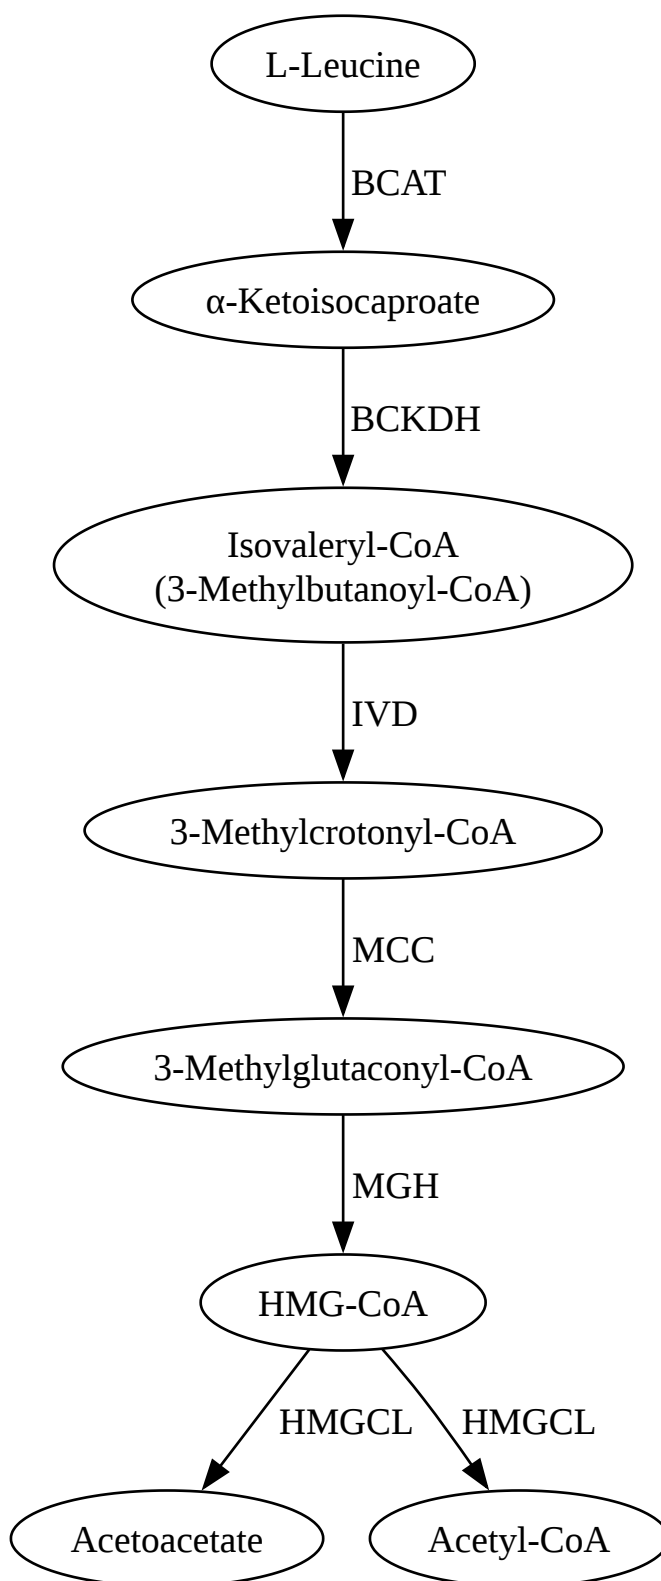 L-Leucine
BCAT
α-Ketoisocaproate
BCKDH
Isovaleryl-CoA
(3-Methylbutanoyl-CoA)
IVD
3-Methylcrotonyl-CoA
MCC
3-Methylglutaconyl-CoA
MGH
HMG-CoA
HMGCL
HMGCL
Acetoacetate
Acetyl-CoA